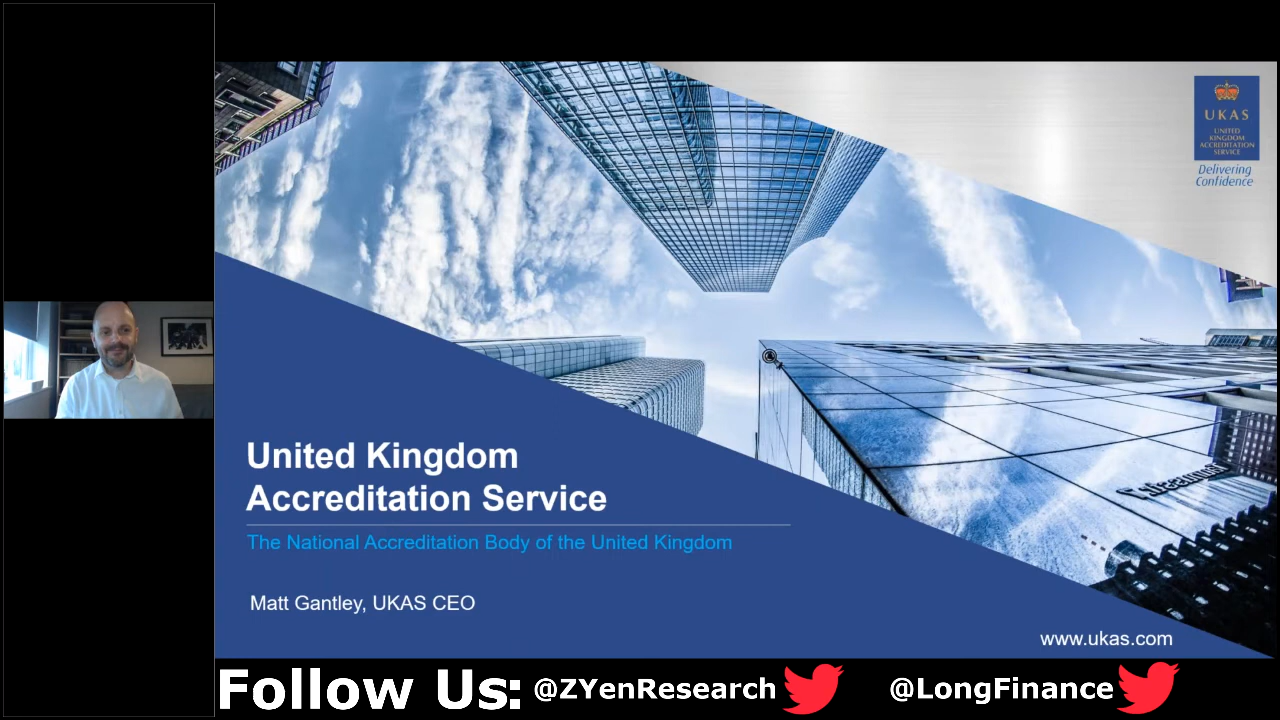 UKAS
UNITED
KINGDOM
ACCREDITATION
SERVICE
Delivering
Confidence
United Kingdom
Accreditation Service
The National Accreditation Body of the United Kingdom
Matt Gantley, UKAS CEO
www.ukas.com
Follow Us: @ZYenResearch @LongFinance